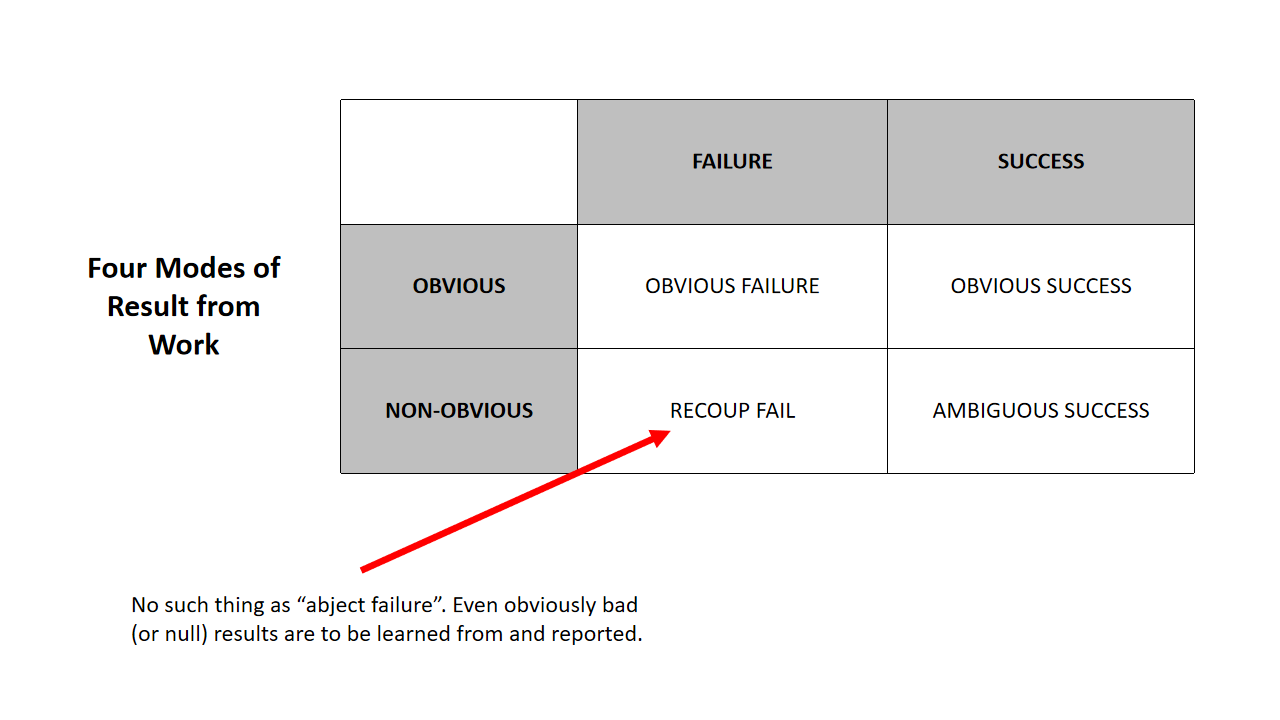 Four Modes of
Result from
Work
FAILURE
SUCCESS
OBVIOUS
OBVIOUS FAILURE
OBVIOUS SUCCESS
NON-OBVIOUS
RECOUP FAIL
AMBIGUOUS SUCCESS
No such thing as “abject failure”. Even obviously bad
(or null) results are to be learned from and reported.